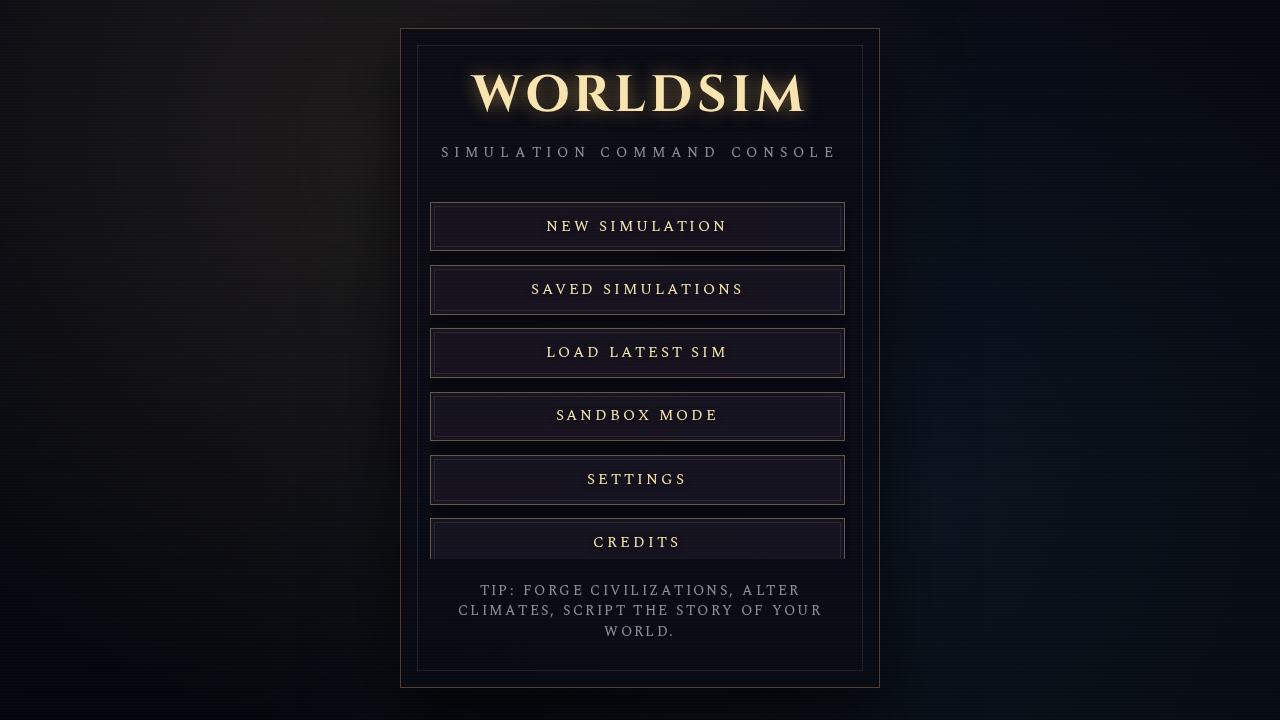 WORLDSIM
SIMULATION COMMAND CONSOLE
NEW SIMULATION
SAVED SIMULATIONS
LOAD LATEST SIM
SANDBOX MODE
SETTINGS
CREDITS
TIP: FORGE CIVILIZATIONS, ALTER
CLIMATES, SCRIPT THE STORY OF YOUR
WORLD.